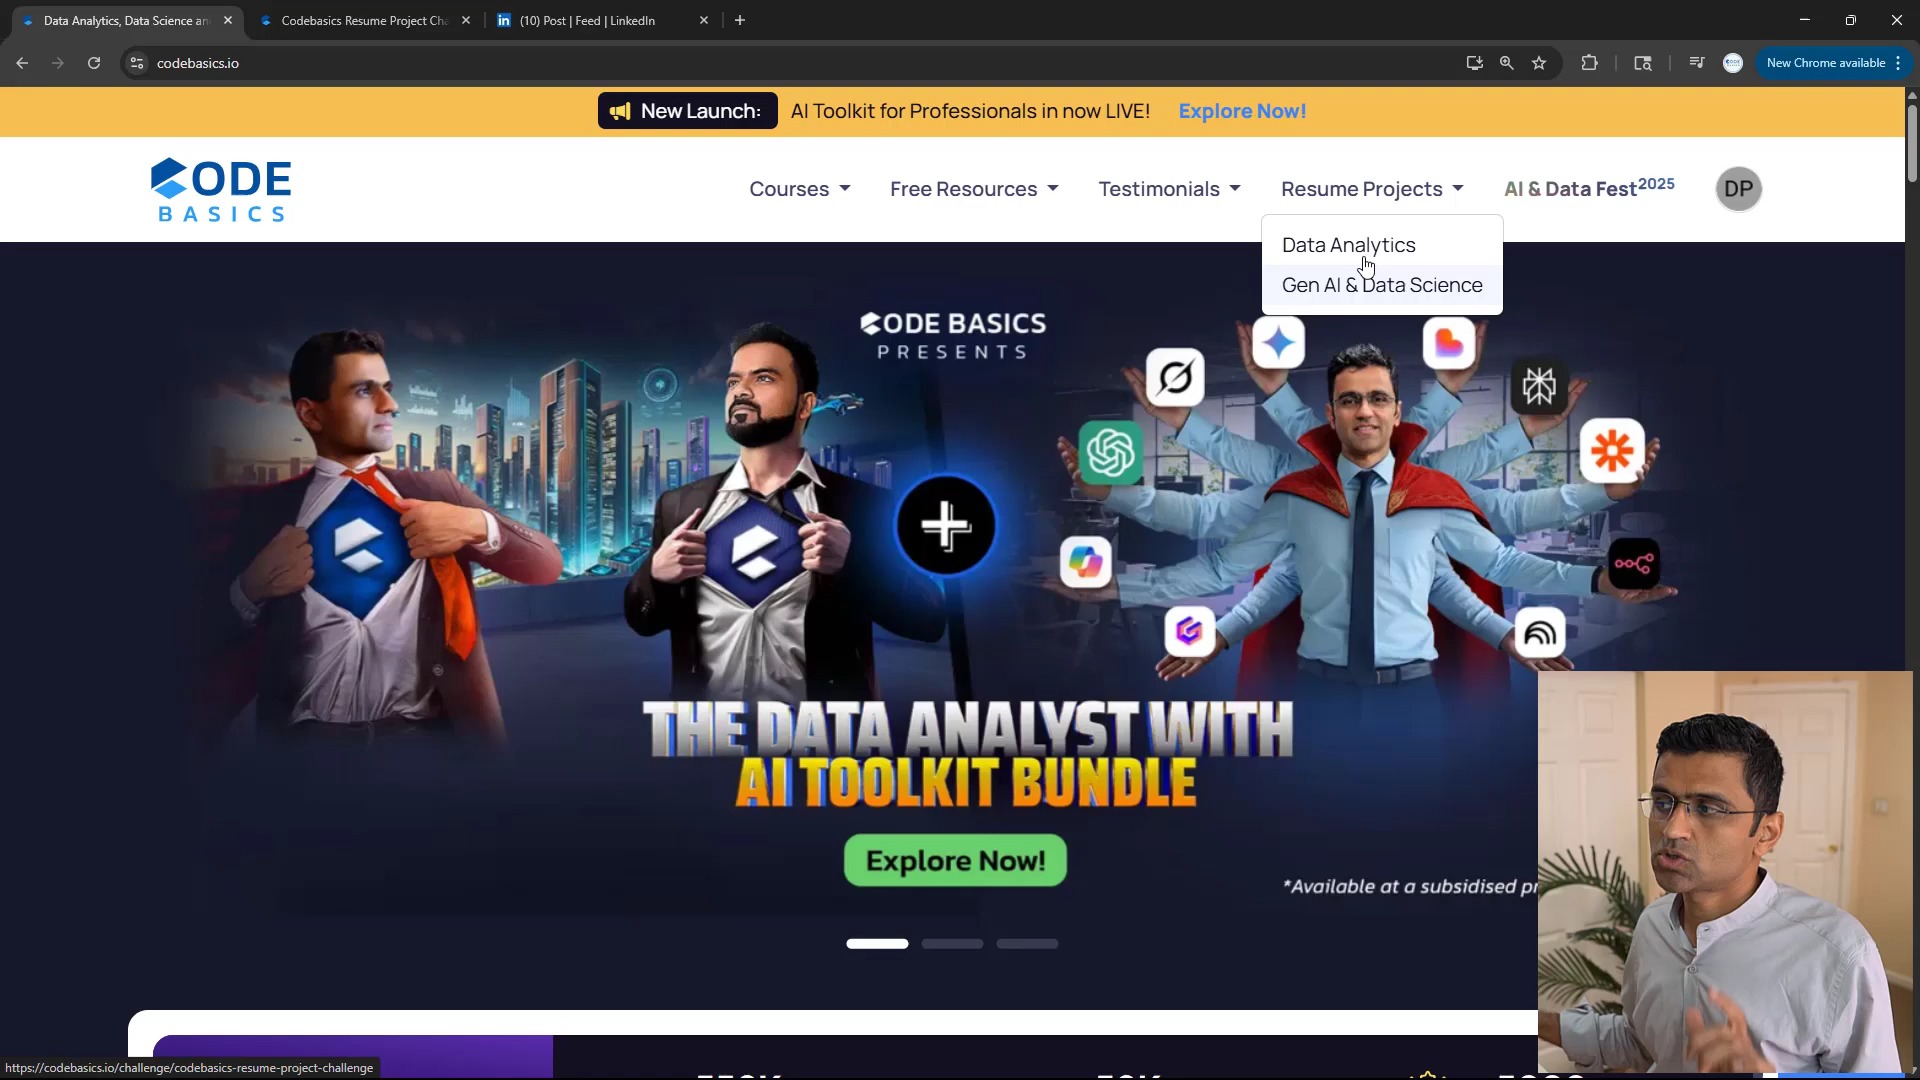 Data Analytics, Data Science an
Codebasics Resume Project Cha
(10) Post | Feed | LinkedIn
codebasics.io
New Chrome available
New Launch:
AI Toolkit for Professionals in now LIVE!
Explore Now!
CODE
BASICS
Courses
Free Resources
Testimonials
Resume Projects
AI & Data Fest2025
DP
Data Analytics
Gen AI & Data Science
CODE BASICS
PRESENTS
THE DATA ANALYST WITH
AI TOOLKIT BUNDLE
Explore Now!
*Available at a subsidised pr
https://codebasics.io/challenge/codebasics-resume-project-challenge